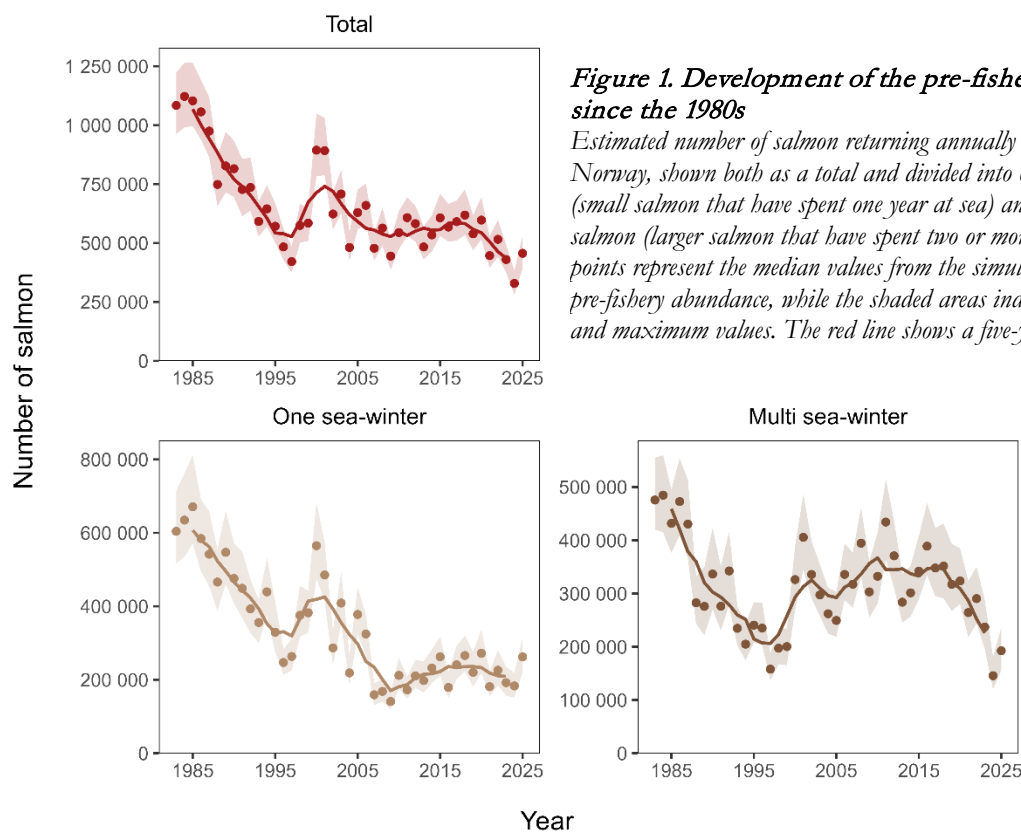 Total
1 250 000
1 000 000
750 000
500 000
250 000
0
1985 1995 2005 2015 2025
Figure 1. Development of the pre-fishe
since the 1980s
Estimated number of salmon returning annually
Norway, shown both as a total and divided into
(small salmon that have spent one year at sea) an
salmon (larger salmon that have spent two or mor
points represent the median values from the simul
pre-fishery abundance, while the shaded areas ind
and maximum values. The red line shows a five-y
Number of salmon
One sea-winter
800 000
600 000
400 000
200 000
0
1985 1995 2005 2015 2025
Multi sea-winter
500 000
400 000
300 000
200 000
100 000
0
1985 1995 2005 2015 2025
Year